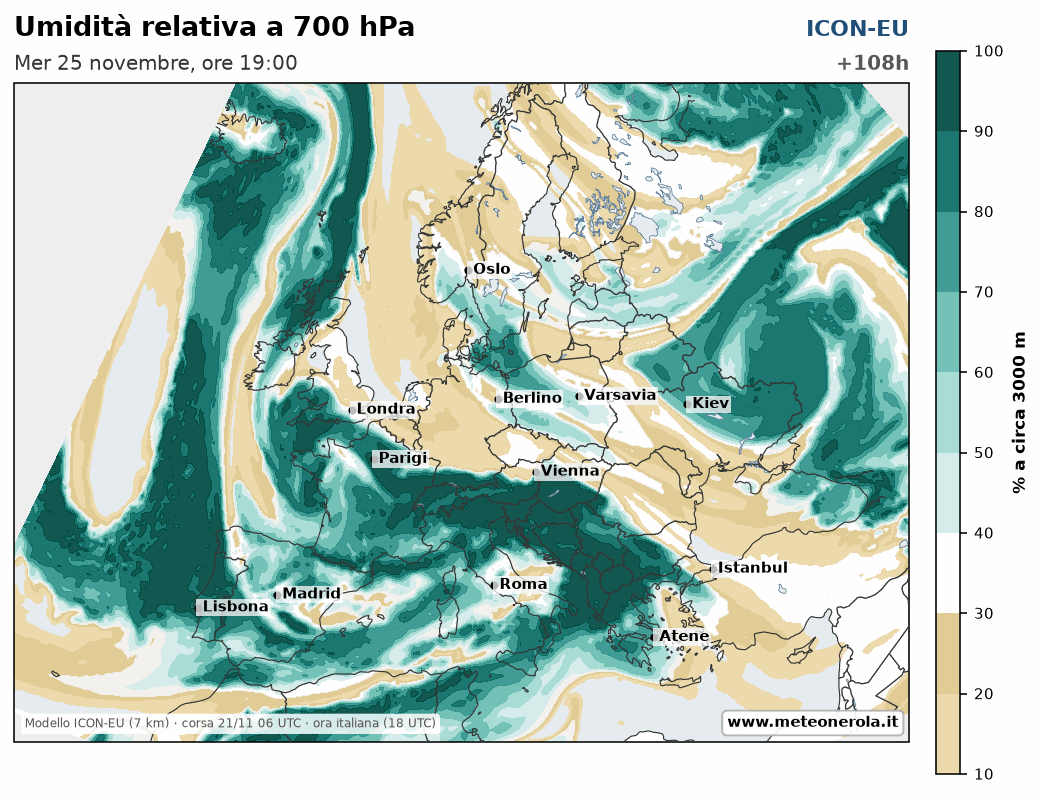 Umidità relativa a 700 hPa
ICON-EU
Mer 25 novembre, ore 19:00
+108h
100
90
80
70
60
50
40
30
20
10
% a circa 3000 m
Oslo
Berlino
Varsavia
Kiev
Londra
Parigi
Vienna
Istanbul
Roma
Madrid
Lisbona
Atene
Modello ICON-EU (7 km) · corsa 21/11 06 UTC · ora italiana (18 UTC)
www.meteonerola.it